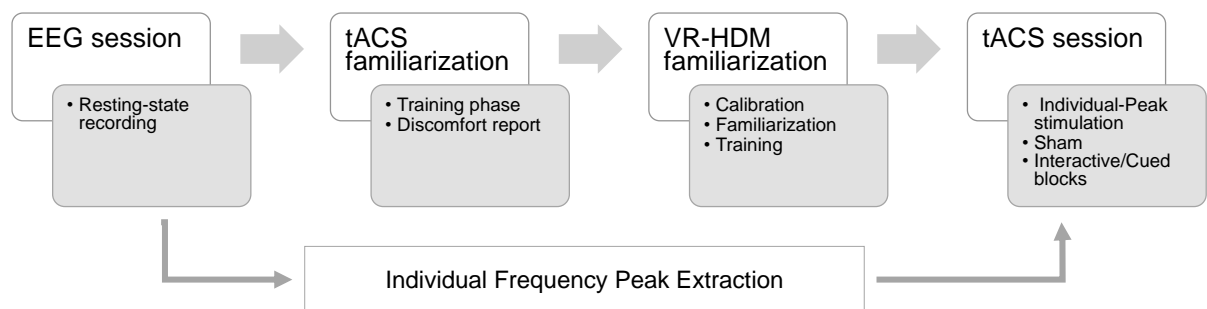 EEG session
• Resting-state
recording
tACS
familiarization
• Training phase
• Discomfort report
VR-HDM
familiarization
• Calibration
• Familiarization
• Training
tACS session
• Individual-Peak
stimulation
• Sham
• Interactive/Cued
blocks
Individual Frequency Peak Extraction